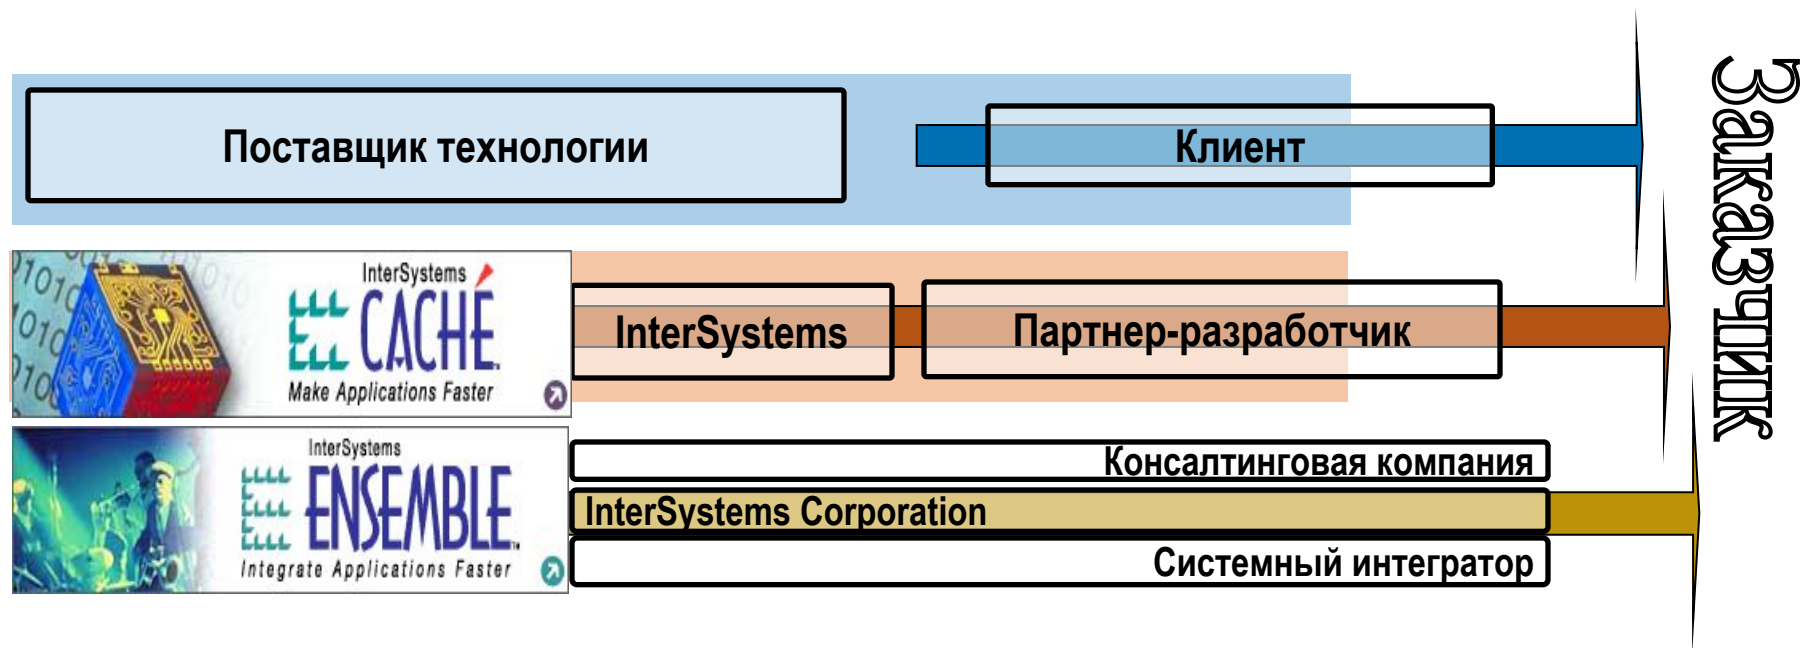 Поставщик технологии
Клиент
Заказчик
InterSystems
CACHÉ
Make Applications Faster
InterSystems
Партнер-разработчик
InterSystems
ENSEMBLE
Integrate Applications Faster
Консалтинговая компания
InterSystems Corporation
Системный интегратор